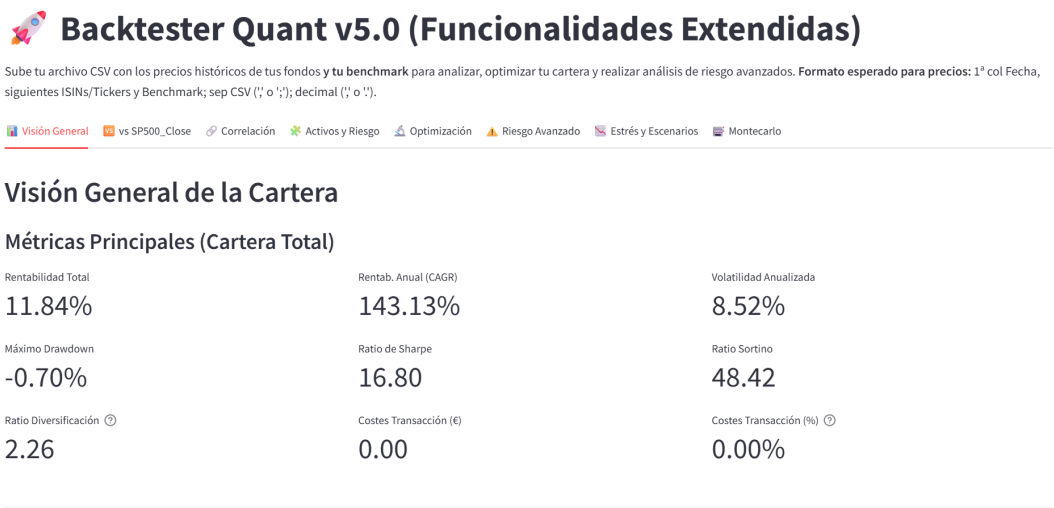 Backtester Quant v5.0 (Funcionalidades Extendidas)
Sube tu archivo CSV con los precios históricos de tus fondos y tu benchmark para analizar, optimizar tu cartera y realizar análisis de riesgo avanzados. Formato esperado para precios: 1ª col Fecha,
siguientes ISINs/Tickers y Benchmark; sep CSV (',' o ';'); decimal (',' o '.').
Visión General VS vs SP500_Close Correlación Activos y Riesgo Optimización Riesgo Avanzado Estrés y Escenarios Montecarlo
Visión General de la Cartera
Métricas Principales (Cartera Total)
Rentabilidad Total Rentab. Anual (CAGR) Volatilidad Anualizada
11.84% 143.13% 8.52%
Máximo Drawdown Ratio de Sharpe Ratio Sortino
-0.70% 16.80 48.42
Ratio Diversificación Costes Transacción (€) Costes Transacción (%)
2.26 0.00 0.00%